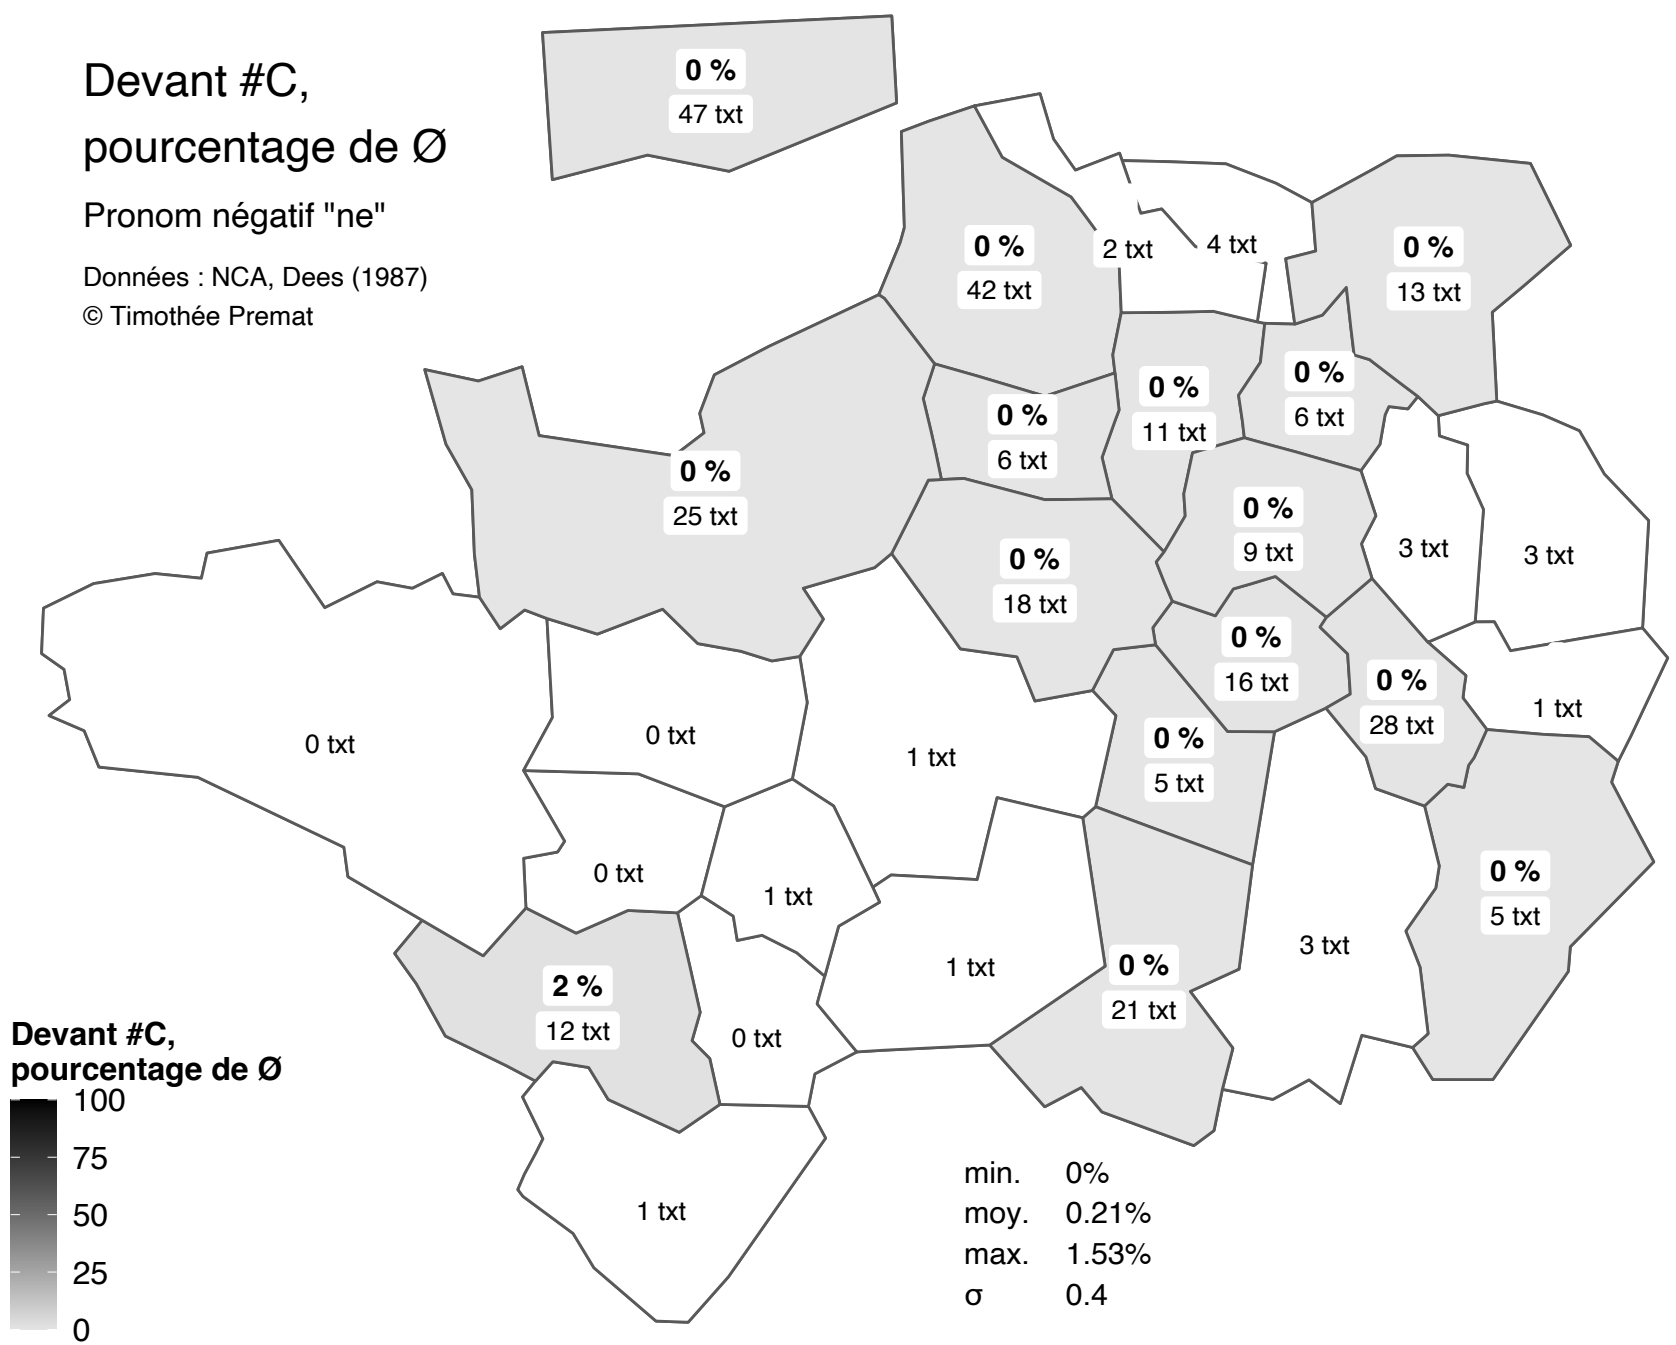 Devant #C,
pourcentage de Ø
Pronom négatif "ne"
Données : NCA, Dees (1987)
© Timothée Premat
0 %
47 txt
0 %
42 txt
2 txt
4 txt
0 %
13 txt
0 %
25 txt
0 %
6 txt
0 %
11 txt
0 %
6 txt
0 %
18 txt
0 %
9 txt
3 txt
3 txt
0 %
16 txt
0 %
28 txt
1 txt
0 txt
0 txt
1 txt
0 %
5 txt
0 txt
1 txt
1 txt
0 %
21 txt
3 txt
0 %
5 txt
2 %
12 txt
0 txt
1 txt
Devant #C,
pourcentage de Ø
100
75
50
25
0
min. 0%
moy. 0.21%
max. 1.53%
σ 0.4